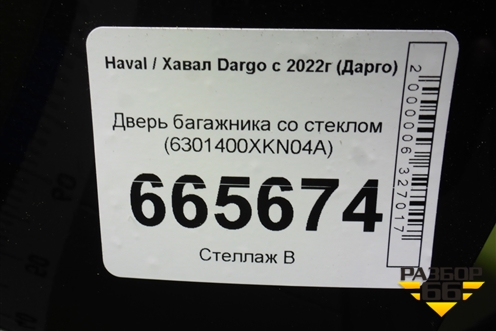 Haval / Хавал Dargo с 2022г (Дарго)
Дверь багажника со стеклом
(6301400XKN04A)
665674
Стеллаж В
2000006327017
РАЗБОР
66